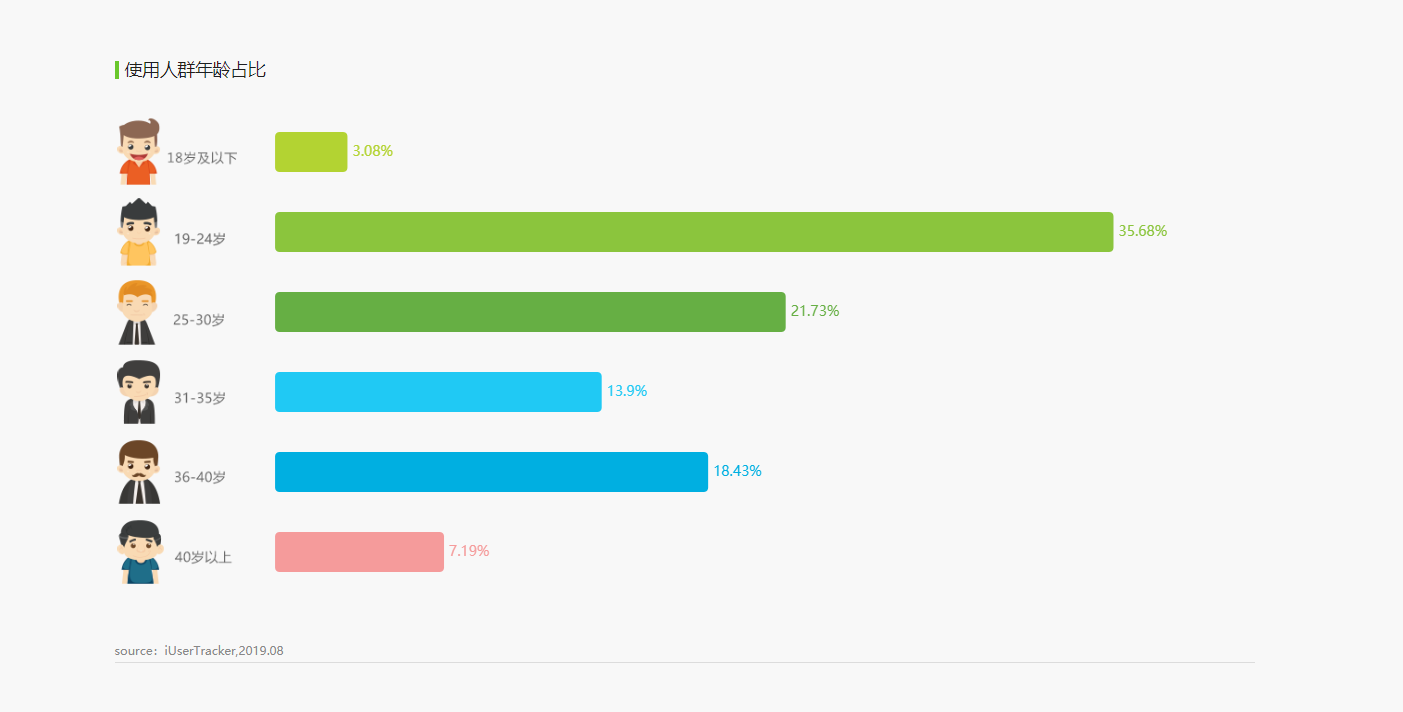 使用人群年龄占比
18岁及以下 3.08%
19-24岁 35.68%
25-30岁 21.73%
31-35岁 13.9%
36-40岁 18.43%
40岁以上 7.19%
source：iUserTracker,2019.08